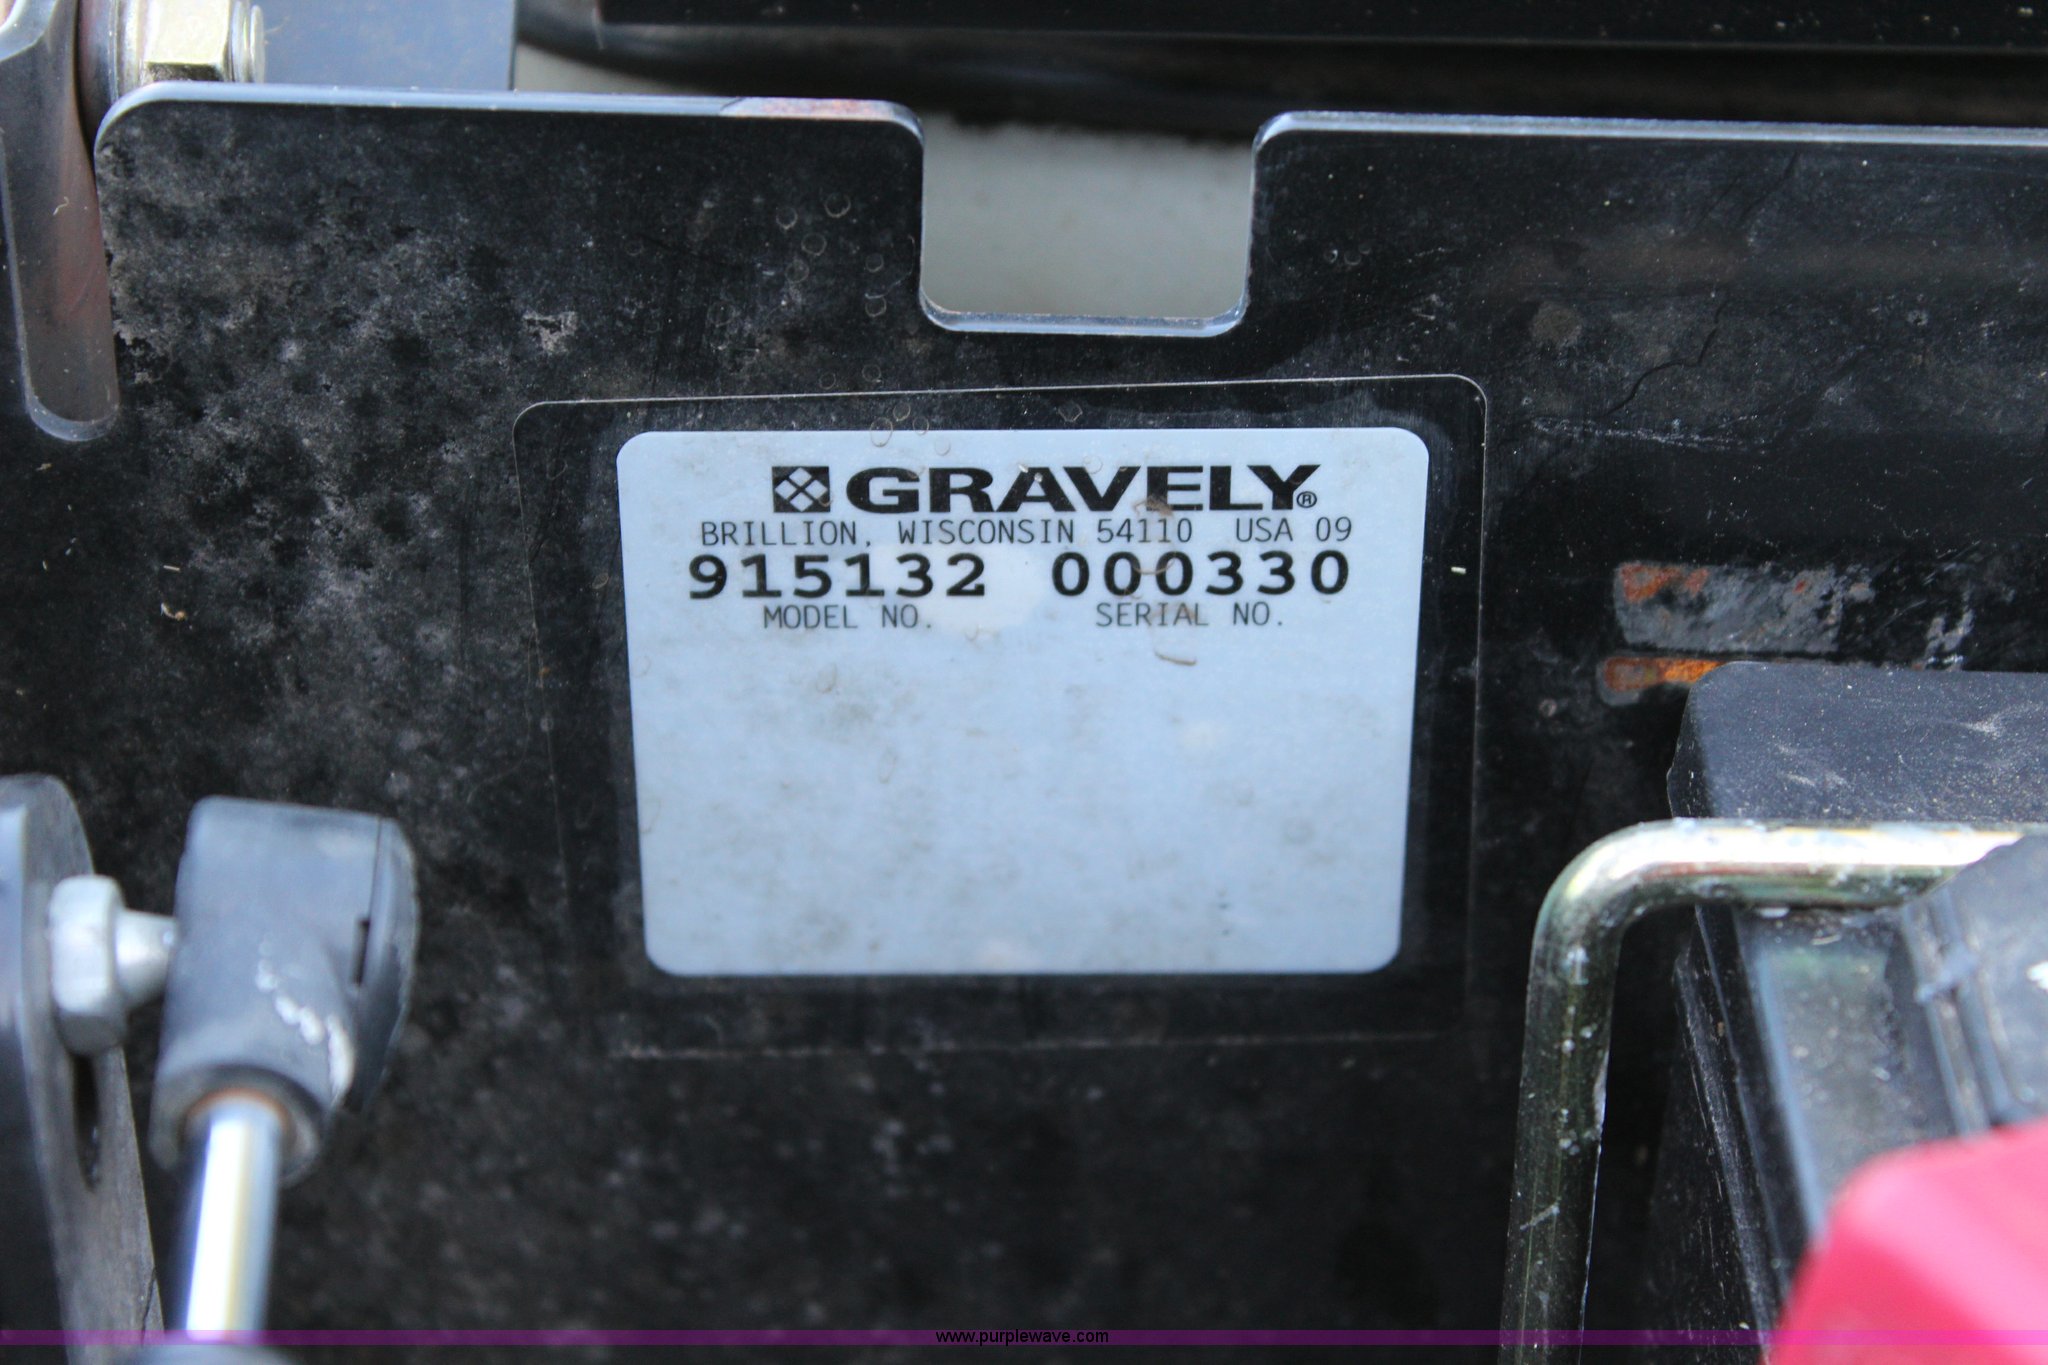 GRAVELY®
BRILLION, WISCONSIN 54110 USA 09
915132 000330
MODEL NO. SERIAL NO.
www.purplewave.com